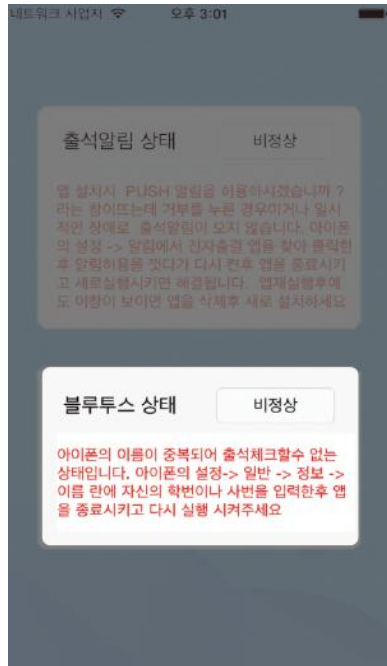 네트워크 사업자 오후 3:01
출석알림 상태 비정상
앱 설치시 PUSH 알림을 허용하시겠습니까 ?
라는 창이뜨는데 거부를 누른 경우이거나 일시
적인 장애로 출석알림이 오지 않습니다. 아이폰
의 설정 -> 알림에서 전자출결 앱을 찾아 클릭한
후 알림허용을 껏다가 다시 켠후 앱을 종료시키
고 새로실행시키면 해결됩니다. 앱재실행후에
도 이창이 보이면 앱을 삭제후 새로 설치하세요
블루투스 상태 비정상
아이폰의 이름이 중복되어 출석체크할수 없는
상태입니다. 아이폰의 설정-> 일반 -> 정보 ->
이름 란에 자신의 학번이나 사번을 입력한후 앱
을 종료시키고 다시 실행 시켜주세요